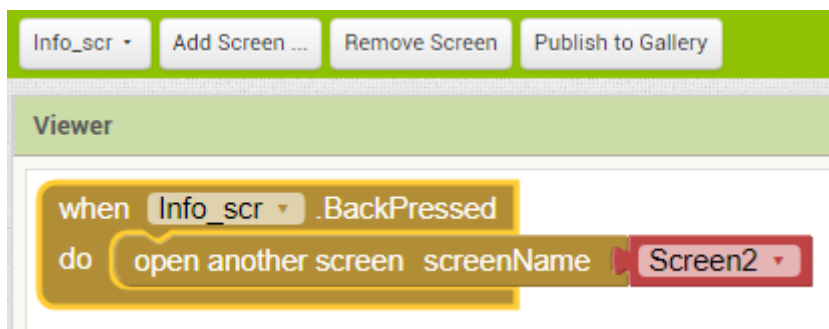 Info_scr Add Screen ... Remove Screen Publish to Gallery
Viewer
when Info_scr .BackPressed
do open another screen screenName Screen2